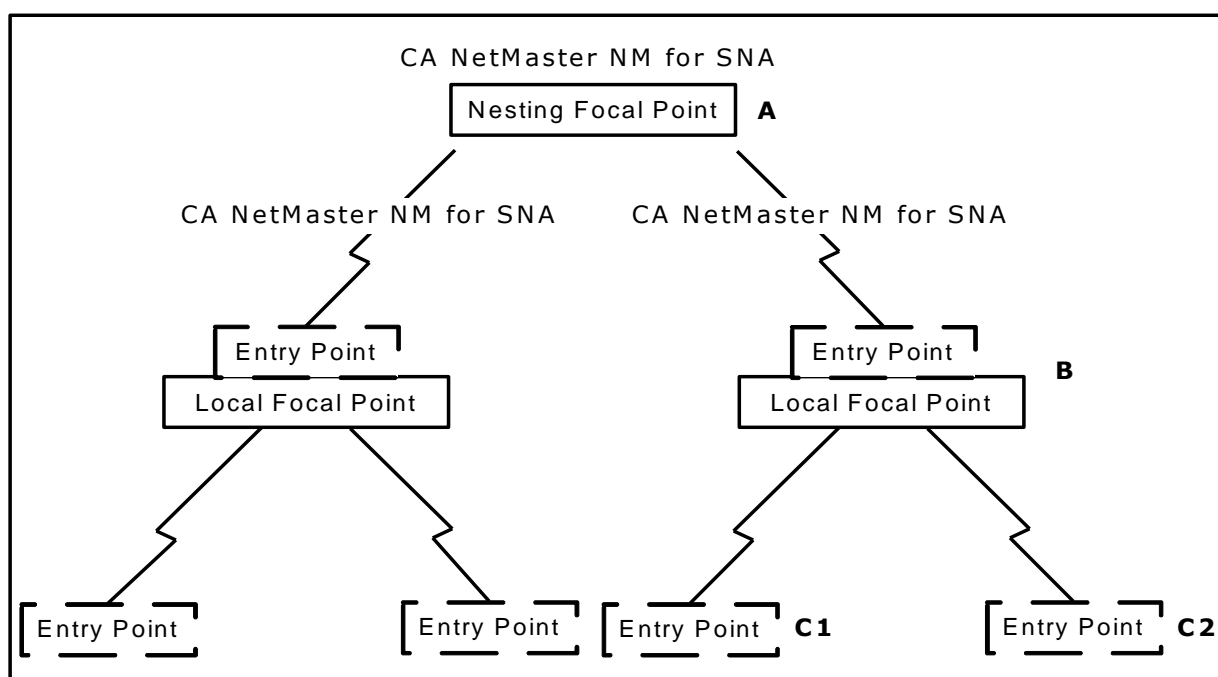 CA NetMaster NM for SNA
Nesting Focal Point A
CA NetMaster NM for SNA CA NetMaster NM for SNA
Entry Point Entry Point
B
Local Focal Point Local Focal Point
Entry Point Entry Point Entry Point C1 Entry Point C2